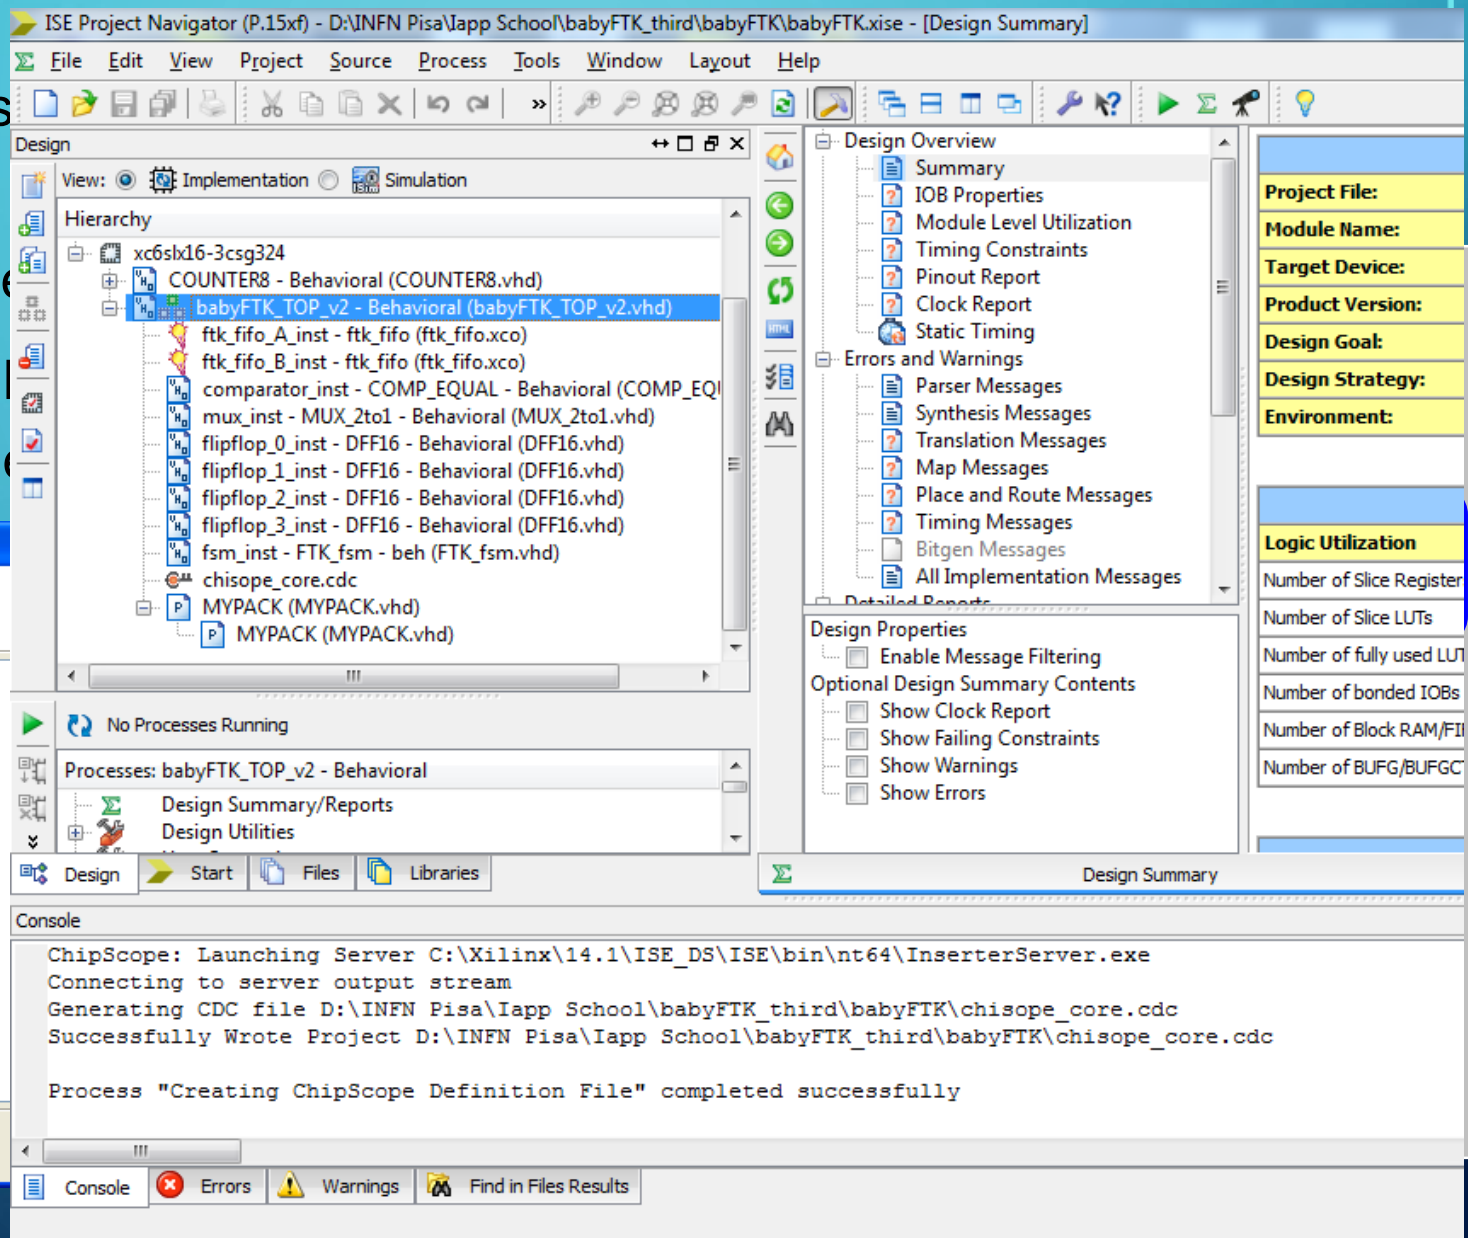 ISE Project Navigator (P.15xf) - D:\INFN Pisa\Iapp School\babyFTK_third\babyFTK\babyFTK.xise - [Design Summary]
File Edit View Project Source Process Tools Window Layout Help
Design
View: Implementation Simulation
Hierarchy
xc6slx16-3csg324
COUNTER8 - Behavioral (COUNTER8.vhd)
babyFTK_TOP_v2 - Behavioral (babyFTK_TOP_v2.vhd)
ftk_fifo_A_inst - ftk_fifo (ftk_fifo.xco)
ftk_fifo_B_inst - ftk_fifo (ftk_fifo.xco)
comparator_inst - COMP_EQUAL - Behavioral (COMP_EQU
mux_inst - MUX_2to1 - Behavioral (MUX_2to1.vhd)
flipflop_0_inst - DFF16 - Behavioral (DFF16.vhd)
flipflop_1_inst - DFF16 - Behavioral (DFF16.vhd)
flipflop_2_inst - DFF16 - Behavioral (DFF16.vhd)
flipflop_3_inst - DFF16 - Behavioral (DFF16.vhd)
fsm_inst - FTK_fsm - beh (FTK_fsm.vhd)
chisope_core.cdc
MYPACK (MYPACK.vhd)
MYPACK (MYPACK.vhd)
No Processes Running
Processes: babyFTK_TOP_v2 - Behavioral
Design Summary/Reports
Design Utilities
Design Start Files Libraries
Design Overview
Summary
IOB Properties
Module Level Utilization
Timing Constraints
Pinout Report
Clock Report
Static Timing
Errors and Warnings
Parser Messages
Synthesis Messages
Translation Messages
Map Messages
Place and Route Messages
Timing Messages
Bitgen Messages
All Implementation Messages
Detailed Reports
Design Properties
Enable Message Filtering
Optional Design Summary Contents
Show Clock Report
Show Failing Constraints
Show Warnings
Show Errors
Project File:
Module Name:
Target Device:
Product Version:
Design Goal:
Design Strategy:
Environment:
Logic Utilization
Number of Slice Register
Number of Slice LUTs
Number of fully used LUT
Number of bonded IOBs
Number of Block RAM/FI
Number of BUFG/BUFGC
Design Summary
Console
ChipScope: Launching Server C:\Xilinx\14.1\ISE_DS\ISE\bin\nt64\InserterServer.exe
Connecting to server output stream
Generating CDC file D:\INFN Pisa\Iapp School\babyFTK_third\babyFTK\chisope_core.cdc
Successfully Wrote Project D:\INFN Pisa\Iapp School\babyFTK_third\babyFTK\chisope_core.cdc
Process "Creating ChipScope Definition File" completed successfully
Console Errors Warnings Find in Files Results